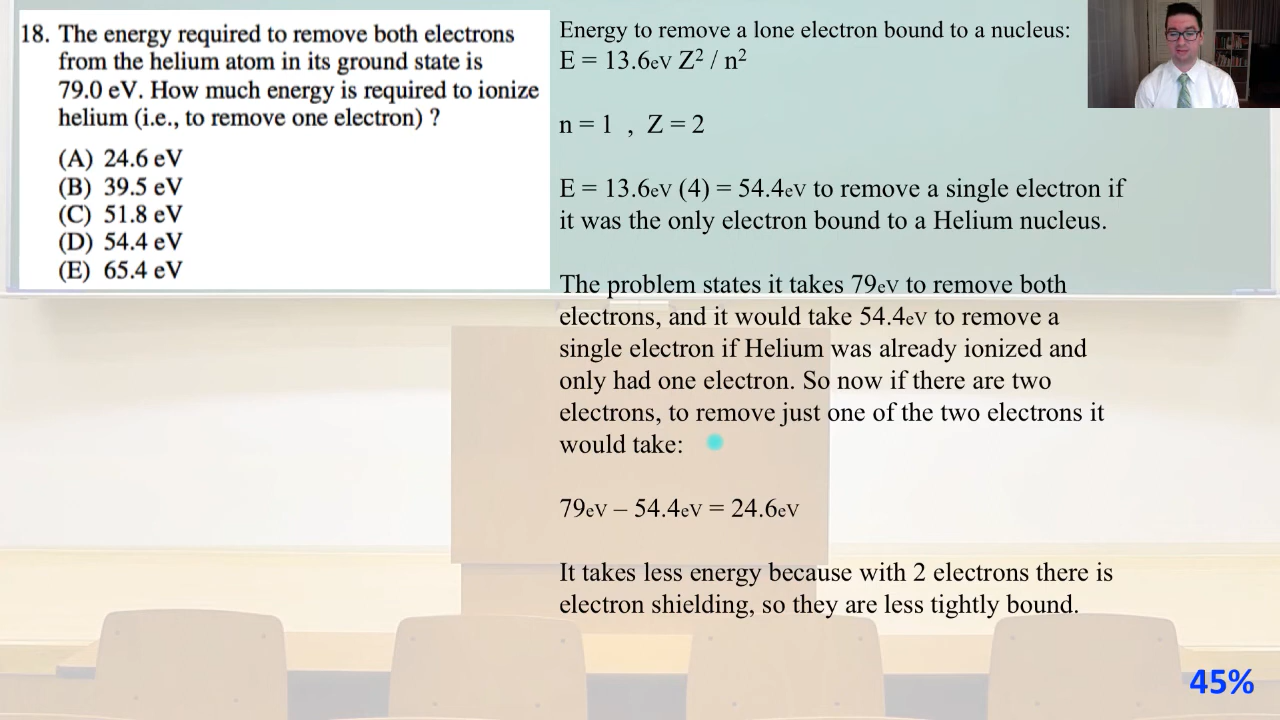 18. The energy required to remove both electrons
from the helium atom in its ground state is
79.0 eV. How much energy is required to ionize
helium (i.e., to remove one electron) ?
(A) 24.6 eV
(B) 39.5 eV
(C) 51.8 eV
(D) 54.4 eV
(E) 65.4 eV
Energy to remove a lone electron bound to a nucleus:
E = 13.6eV Z² / n²
n = 1 , Z = 2
E = 13.6eV (4) = 54.4eV to remove a single electron if
it was the only electron bound to a Helium nucleus.
The problem states it takes 79eV to remove both
electrons, and it would take 54.4eV to remove a
single electron if Helium was already ionized and
only had one electron. So now if there are two
electrons, to remove just one of the two electrons it
would take:
79eV – 54.4eV = 24.6eV
It takes less energy because with 2 electrons there is
electron shielding, so they are less tightly bound.
45%